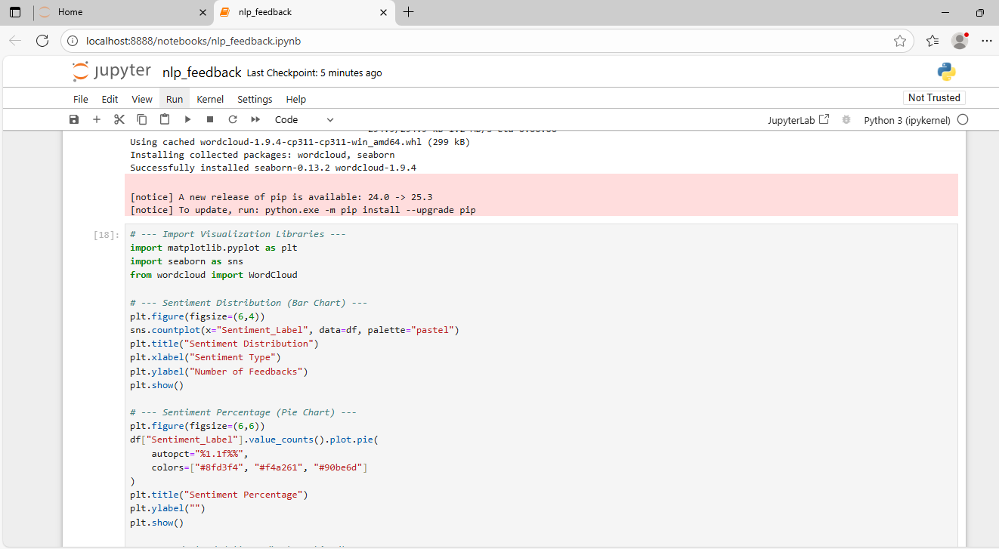 Home
nlp_feedback
localhost:8888/notebooks/nlp_feedback.ipynb
jupyter nlp_feedback Last Checkpoint: 5 minutes ago
File Edit View Run Kernel Settings Help
Not Trusted
Code
JupyterLab
Python 3 (ipykernel)
Using cached wordcloud-1.9.4-cp311-cp311-win_amd64.whl (299 kB)
Installing collected packages: wordcloud, seaborn
Successfully installed seaborn-0.13.2 wordcloud-1.9.4
[notice] A new release of pip is available: 24.0 -> 25.3
[notice] To update, run: python.exe -m pip install --upgrade pip
[18]:
# --- Import Visualization Libraries ---
import matplotlib.pyplot as plt
import seaborn as sns
from wordcloud import WordCloud
# --- Sentiment Distribution (Bar Chart) ---
plt.figure(figsize=(6,4))
sns.countplot(x="Sentiment_Label", data=df, palette="pastel")
plt.title("Sentiment Distribution")
plt.xlabel("Sentiment Type")
plt.ylabel("Number of Feedbacks")
plt.show()
# --- Sentiment Percentage (Pie Chart) ---
plt.figure(figsize=(6,6))
df["Sentiment_Label"].value_counts().plot.pie(
    autopct="%1.1f%%",
    colors=["#8fd3f4", "#f4a261", "#90be6d"]
)
plt.title("Sentiment Percentage")
plt.ylabel("")
plt.show()